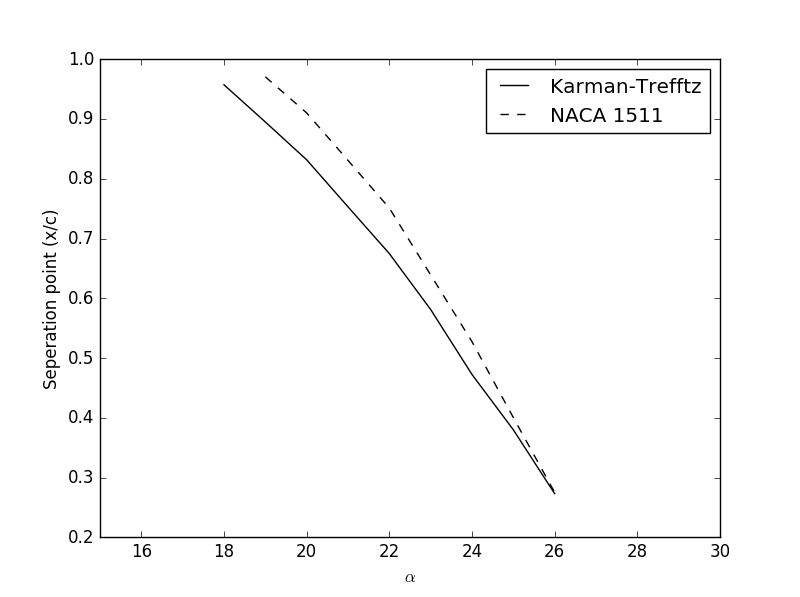 1.0
0.9
0.8
0.7
0.6
0.5
0.4
0.3
0.2
Seperation point (x/c)
Karman-Trefftz
NACA 1511
16 18 20 22 24 26 28 30
α